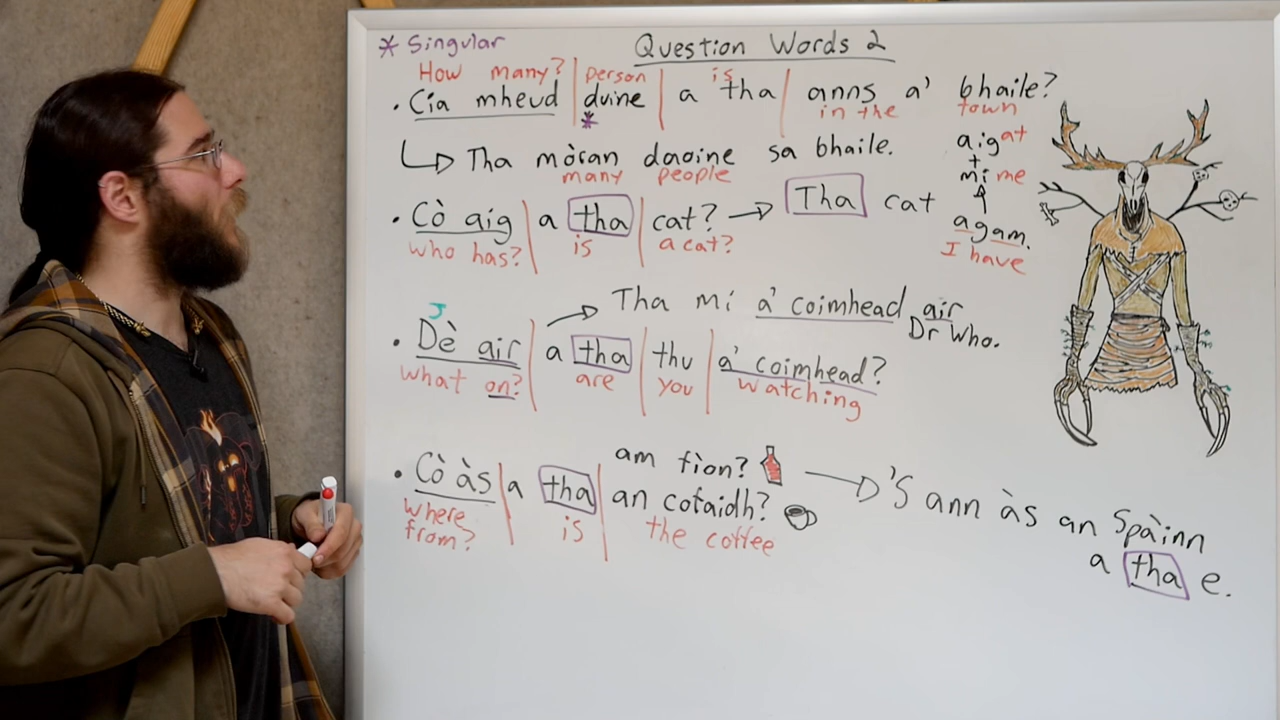 * Singular
Question Words 2
How many? person is
• Cia mheud duine a tha anns a' bhaile?
* in the town
Tha mòran daoine sa bhaile.
many people
aig at
+
mi me
agam.
I have
• Cò aig a tha cat? Tha cat
who has? is a cat?
Tha mi a' coimhead air
Dr Who.
J
• Dè air a tha thu a' coimhead?
what on? are you watching
am fìon?
• Cò às a tha an cofaidh?
where is the coffee
from?
'S ann às an Spàinn
a tha e.